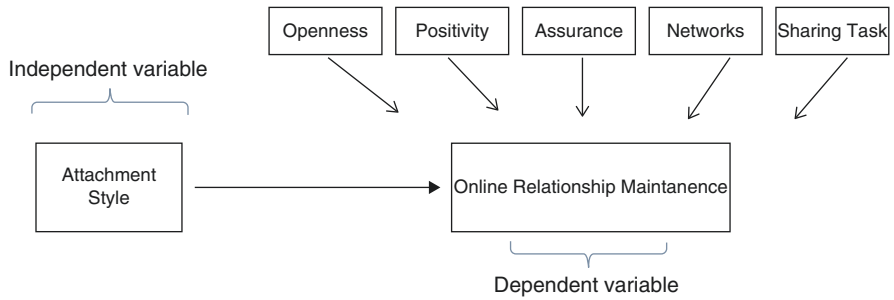 Openness
Positivity
Assurance
Networks
Sharing Task
Independent variable
Attachment
Style
Online Relationship Maintanence
Dependent variable